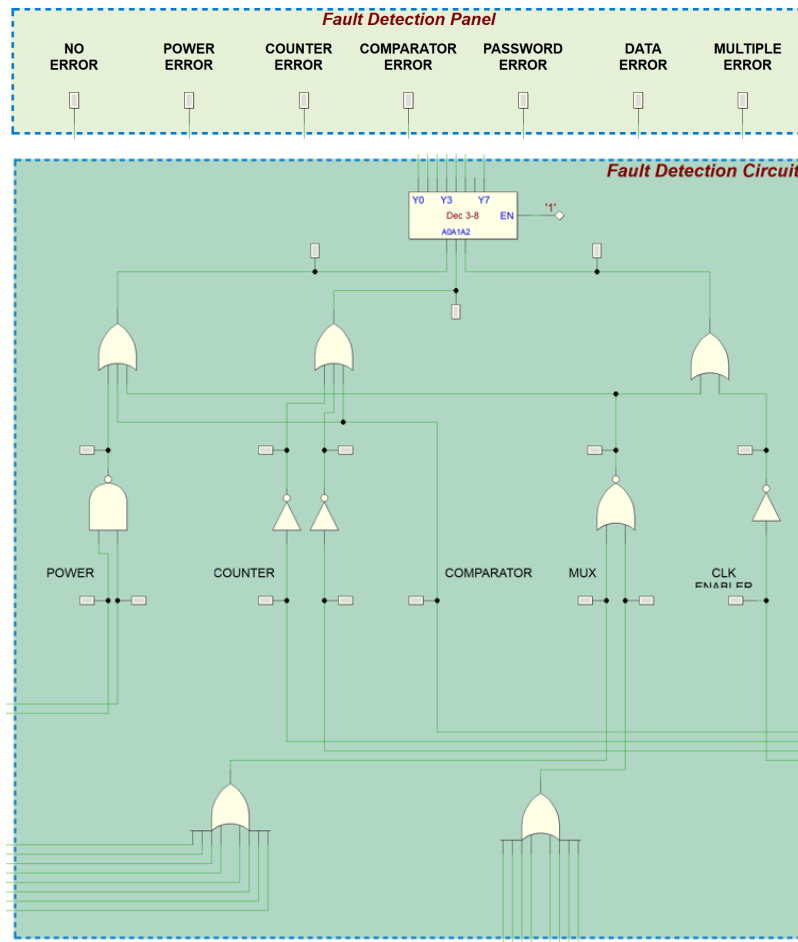 Fault Detection Panel
NO
ERROR
POWER
ERROR
COUNTER
ERROR
COMPARATOR
ERROR
PASSWORD
ERROR
DATA
ERROR
MULTIPLE
ERROR
Fault Detection Circuit
Y0 Y3 Y7
Dec 3-8 EN
A0A1A2
'1'
POWER
COUNTER
COMPARATOR
MUX
CLK
ENABLER